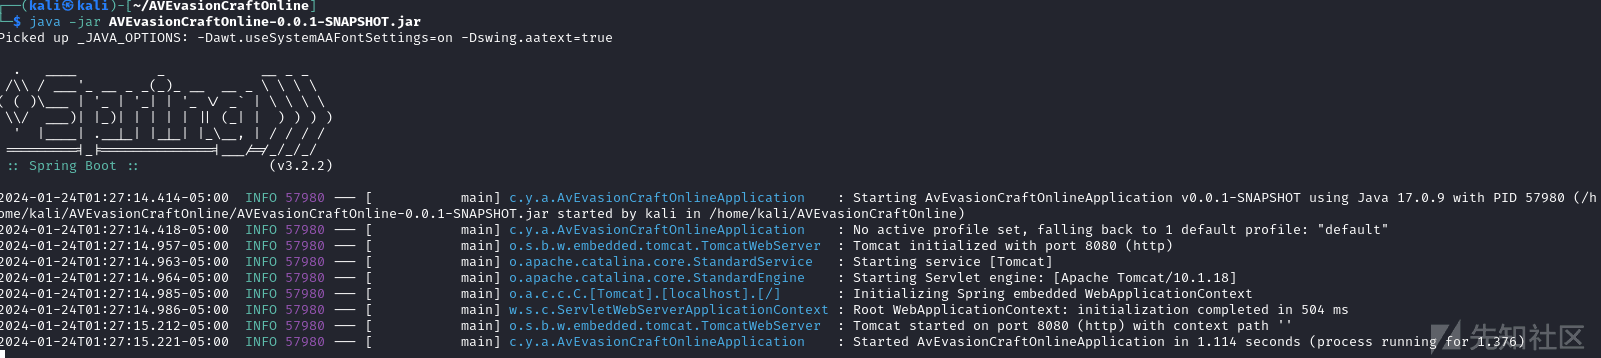 (kali㉿kali)-[~/AVEvasionCraftOnline]
$ java -jar AVEvasionCraftOnline-0.0.1-SNAPSHOT.jar
Picked up _JAVA_OPTIONS: -Dawt.useSystemAAFontSettings=on -Dswing.aatext=true
:: Spring Boot :: (v3.2.2)
2024-01-24T01:27:14.414-05:00 INFO 57980 --- [ main] c.y.a.AvEvasionCraftOnlineApplication : Starting AvEvasionCraftOnlineApplication v0.0.1-SNAPSHOT using Java 17.0.9 with PID 57980 (/h
ome/kali/AVEvasionCraftOnline/AVEvasionCraftOnline-0.0.1-SNAPSHOT.jar started by kali in /home/kali/AVEvasionCraftOnline)
2024-01-24T01:27:14.418-05:00 INFO 57980 --- [ main] c.y.a.AvEvasionCraftOnlineApplication : No active profile set, falling back to 1 default profile: "default"
2024-01-24T01:27:14.957-05:00 INFO 57980 --- [ main] o.s.b.w.embedded.tomcat.TomcatWebServer : Tomcat initialized with port 8080 (http)
2024-01-24T01:27:14.963-05:00 INFO 57980 --- [ main] o.apache.catalina.core.StandardService : Starting service [Tomcat]
2024-01-24T01:27:14.964-05:00 INFO 57980 --- [ main] o.apache.catalina.core.StandardEngine : Starting Servlet engine: [Apache Tomcat/10.1.18]
2024-01-24T01:27:14.985-05:00 INFO 57980 --- [ main] o.a.c.c.C.[Tomcat].[localhost].[/] : Initializing Spring embedded WebApplicationContext
2024-01-24T01:27:14.986-05:00 INFO 57980 --- [ main] w.s.c.ServletWebServerApplicationContext : Root WebApplicationContext: initialization completed in 504 ms
2024-01-24T01:27:15.212-05:00 INFO 57980 --- [ main] o.s.b.w.embedded.tomcat.TomcatWebServer : Tomcat started on port 8080 (http) with context path ''
2024-01-24T01:27:15.221-05:00 INFO 57980 --- [ main] c.y.a.AvEvasionCraftOnlineApplication : Started AvEvasionCraftOnlineApplication in 1.114 seconds (process running for 1.376)
先知社区